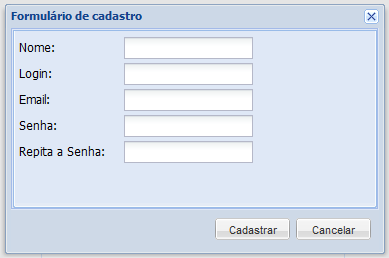 Formulário de cadastro
Nome:
Login:
Email:
Senha:
Repita a Senha:
Cadastrar Cancelar